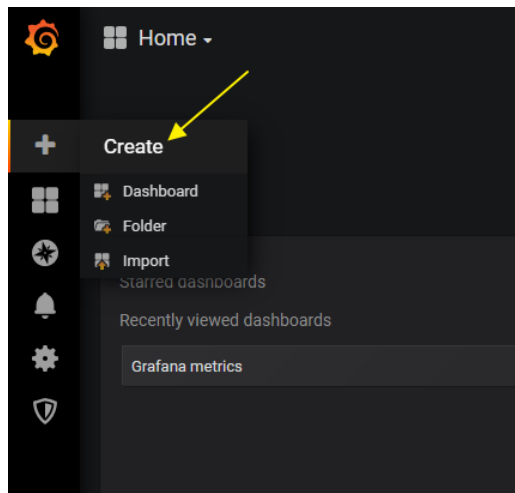 Home
Create
Dashboard
Folder
Import
Starred dashboards
Recently viewed dashboards
Grafana metrics